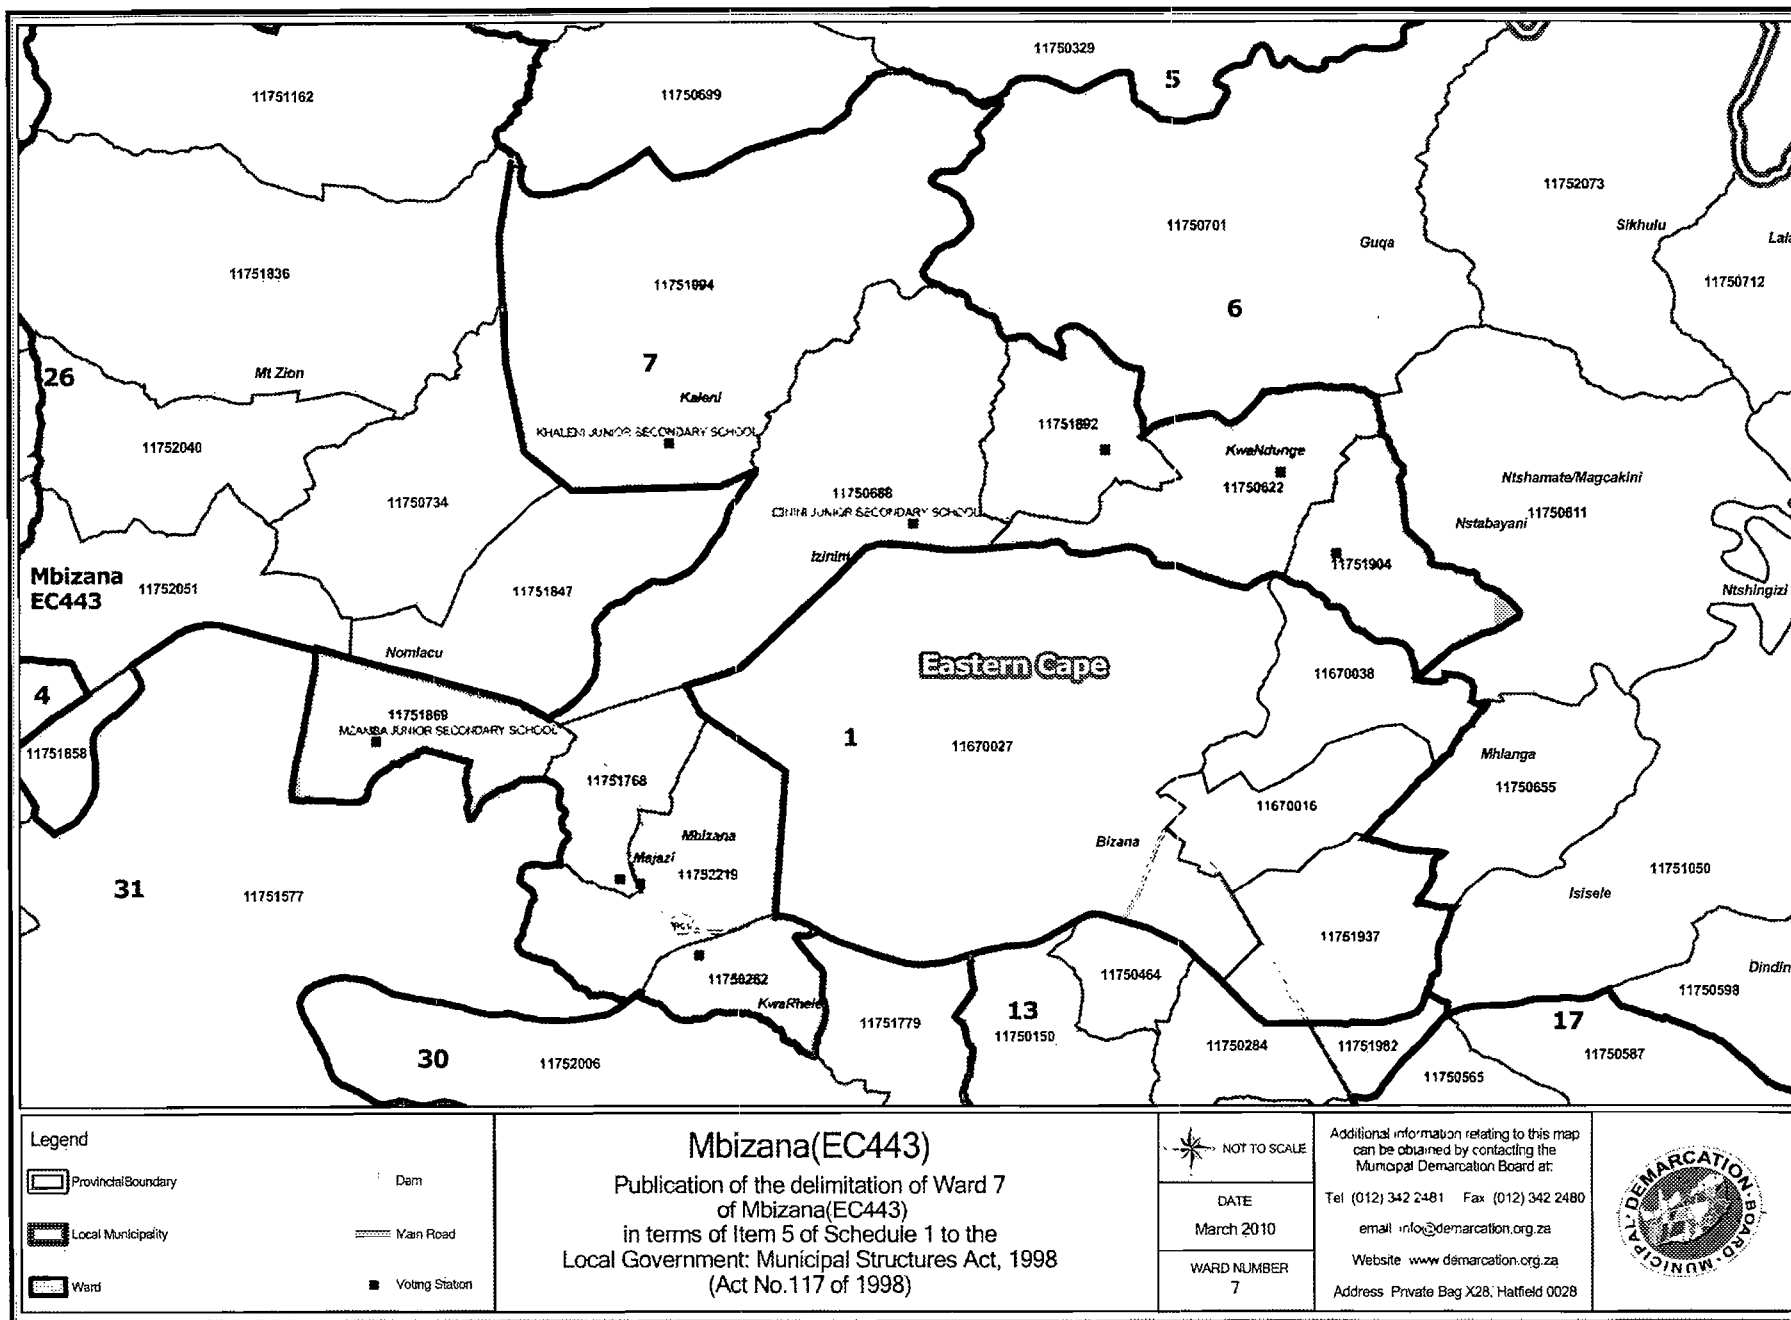 11750329
5
11751162
11750699
11752073
11750701
Sikhulu
Guqa
11751836
11751994
11750712
6
7
Mt Zion
26
Kaleni
KHALENI JUNIOR SECONDARY SCHOOL
11751892
11752040
KwaNdunge
11750622
Ntshamate/Magcakini
11750611
Nstabayani
11750734
11750688
JUNIOR SECONDARY SCHOOL
Izinini
11751904
Mbizana
EC443
11752051
11751847
Ntshingizi
Nomlacu
Eastern Cape
11670038
4
11751869
JUNIOR SECONDARY SCHOOL
1
11670027
11751858
11751768
Mhlanga
11750655
11670016
Mbizana
Majazi
11752219
Bizana
31
11751577
11751050
Isisele
11751937
11750262
KwaRhele
11750464
Dindin
11750598
11751779
13
11750150
17
11750284
11751982
11750587
30
11752006
11750565
Legend
Provincial Boundary
Local Municipality
Ward
Dam
Main Road
Voting Station
Mbizana(EC443)
Publication of the delimitation of Ward 7
of Mbizana(EC443)
in terms of Item 5 of Schedule 1 to the
Local Government: Municipal Structures Act, 1998
(Act No.117 of 1998)
NOT TO SCALE
DATE
March 2010
WARD NUMBER
7
Additional information relating to this map
can be obtained by contacting the
Municipal Demarcation Board at:
Tel (012) 342 2481 Fax (012) 342 2480
email info@demarcation.org.za
Website www demarcation.org.za
Address Private Bag X28, Hatfield 0028
MUNICIPAL DEMARCATION BOARD